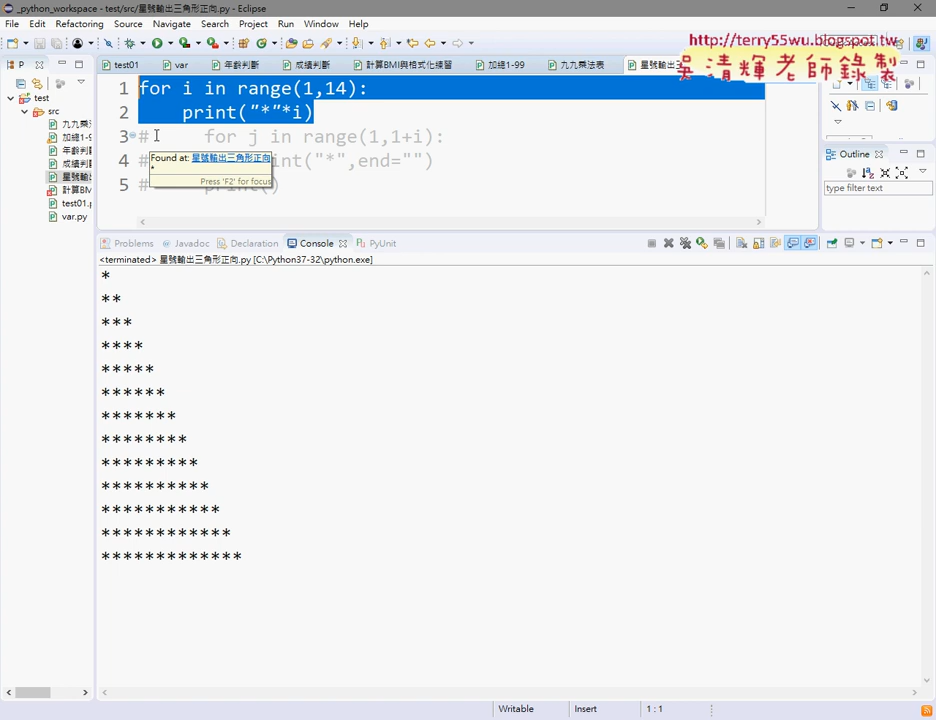 _python_workspace - test/src/星號輸出三角形正向.py - Eclipse
File Edit Refactoring Source Navigate Search Project Run Window Help
http://terry55wu.blogspot.tw
吳清輝老師錄製
P test01 var 年齡判斷 成績判斷 計算BMI與格式化練習 加總1-99 九九乘法表 星號輸出三
test
src
九九乘
加總1-9
年齡判
成績判
星號輸
計算BM
test01.p
var.py
1 for i in range(1,14):
2 print("*"*i)
3 # for j in range(1,1+i):
4 # print("*",end="")
5 # print()
Found at: 星號輸出三角形正向
*
Press 'F2' for focus
Outline
type filter text
Problems Javadoc Declaration Console PyUnit
<terminated> 星號輸出三角形正向.py [C:\Python37-32\python.exe]
*
**
***
****
*****
******
*******
********
*********
**********
***********
************
*************
Writable Insert 1 : 1